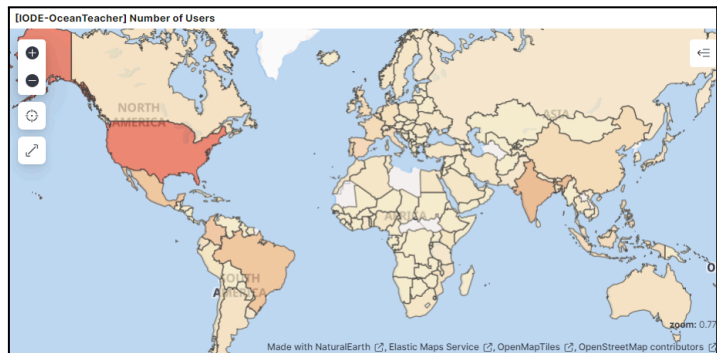 [IODE-OceanTeacher] Number of Users
NORTH
AMERICA
ASIA
AFRICA
SOUTH
AMERICA
O
zoom: 0.77
Made with NaturalEarth, Elastic Maps Service, OpenMapTiles, OpenStreetMap contributors